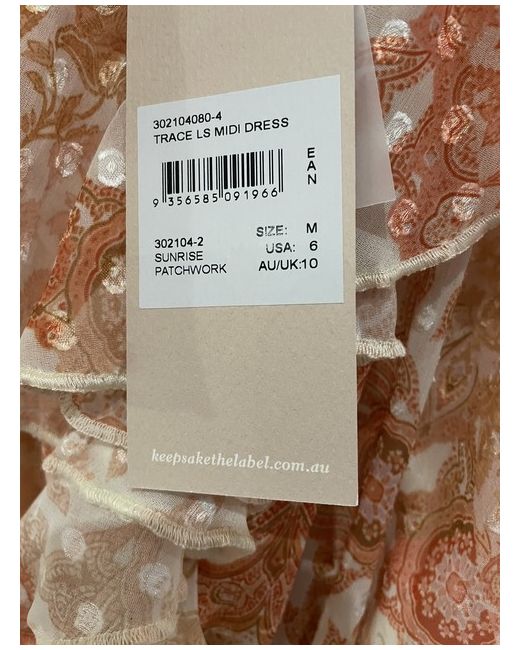 302104080-4
TRACE LS MIDI DRESS
EAN
9 356585 091966
302104-2
SUNRISE
PATCHWORK
SIZE: M
USA: 6
AU/UK:10
keepsakethelabel.com.au